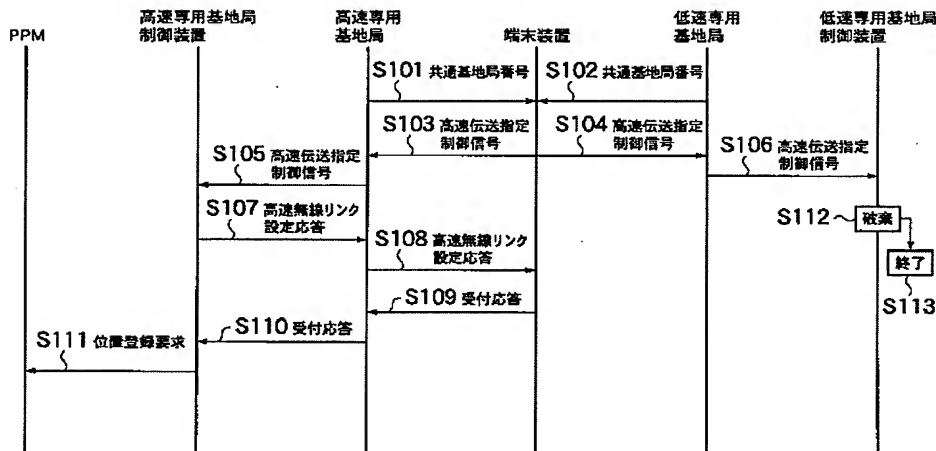 PPM
高速専用基地局
制御装置
高速専用
基地局
端末装置
低速専用
基地局
低速専用基地局
制御装置
S101 共通基地局番号
S102 共通基地局番号
S103 高速伝送指定
制御信号
S104 高速伝送指定
制御信号
S105 高速伝送指定
制御信号
S106 高速伝送指定
制御信号
S107 高速無線リンク
設定応答
S112 破棄
S108 高速無線リンク
設定応答
終了
S113
S109 受付応答
S110 受付応答
S111 位置登録要求